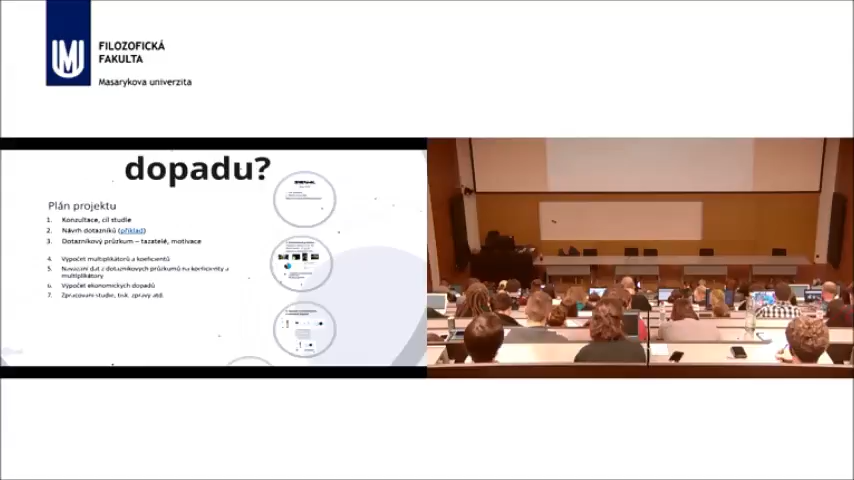 FILOZOFICKÁ
FAKULTA
Masarykova univerzita
dopadu?
Plán projektu
1. Konzultace, cíl studie
2. Návrh dotazníků (příklad)
3. Dotazníkový průzkum – tazatelé, motivace
4. Výpočet multiplikátorů a koeficientů
5. Navázání dat z dotazníkových průzkumů na koeficienty a
multiplikátory
6. Výpočet ekonomických dopadů
7. Zpracování studie, tisk. zprávy atd.